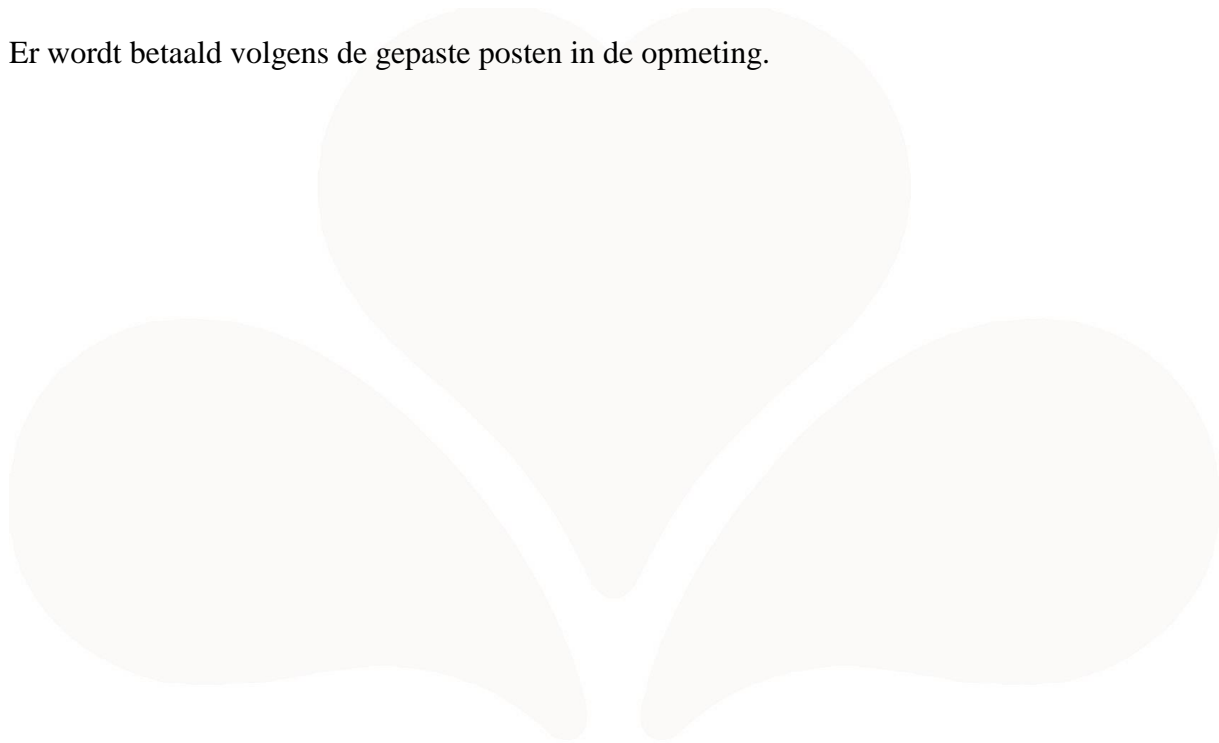 Er wordt betaald volgens de gepaste posten in de opmeting.